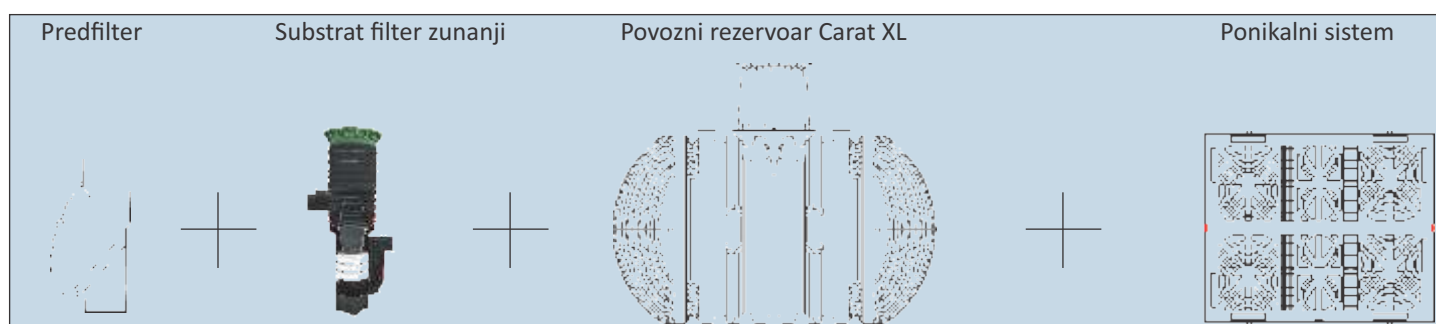 Predfilter
Substrat filter zunanji
Povozni rezervoar Carat XL
Ponikalni sistem